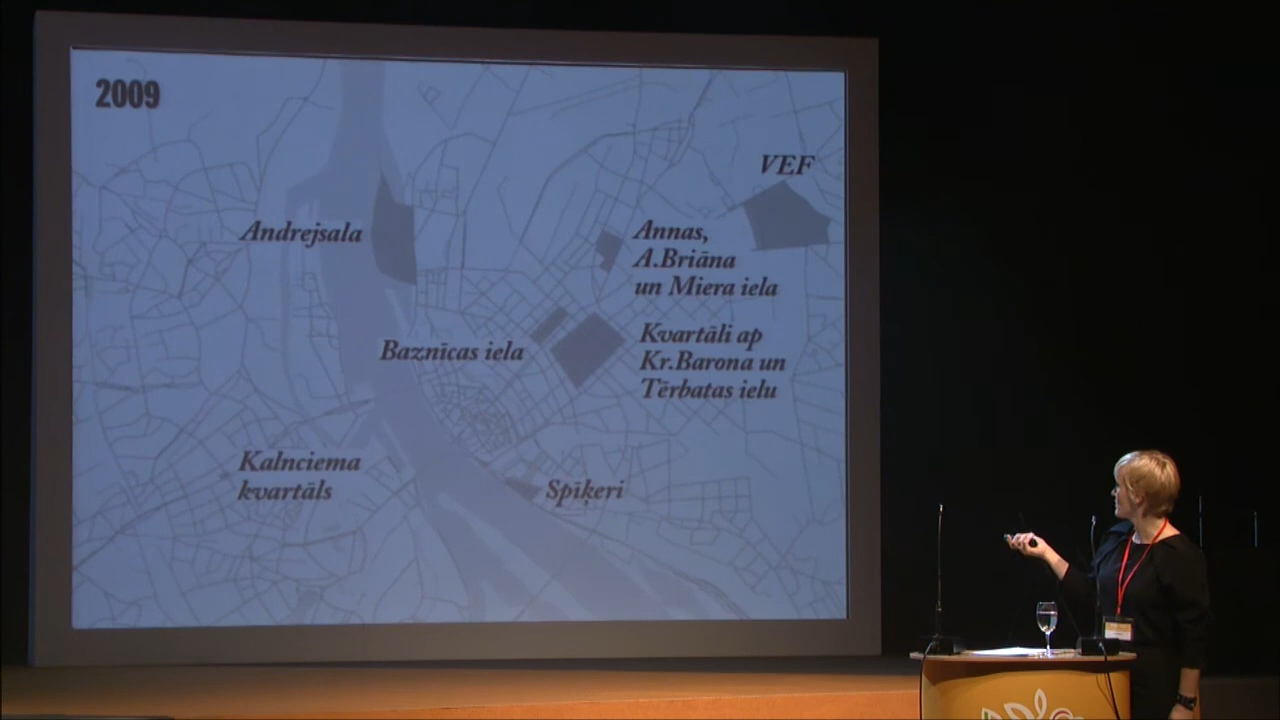 2009
VEF
Andrejsala
Annas,
A.Briāna
un Miera iela
Baznīcas iela
Kvartāli ap
Kr.Barona un
Tērbatas ielu
Kalnciema
kvartāls
Spīķeri